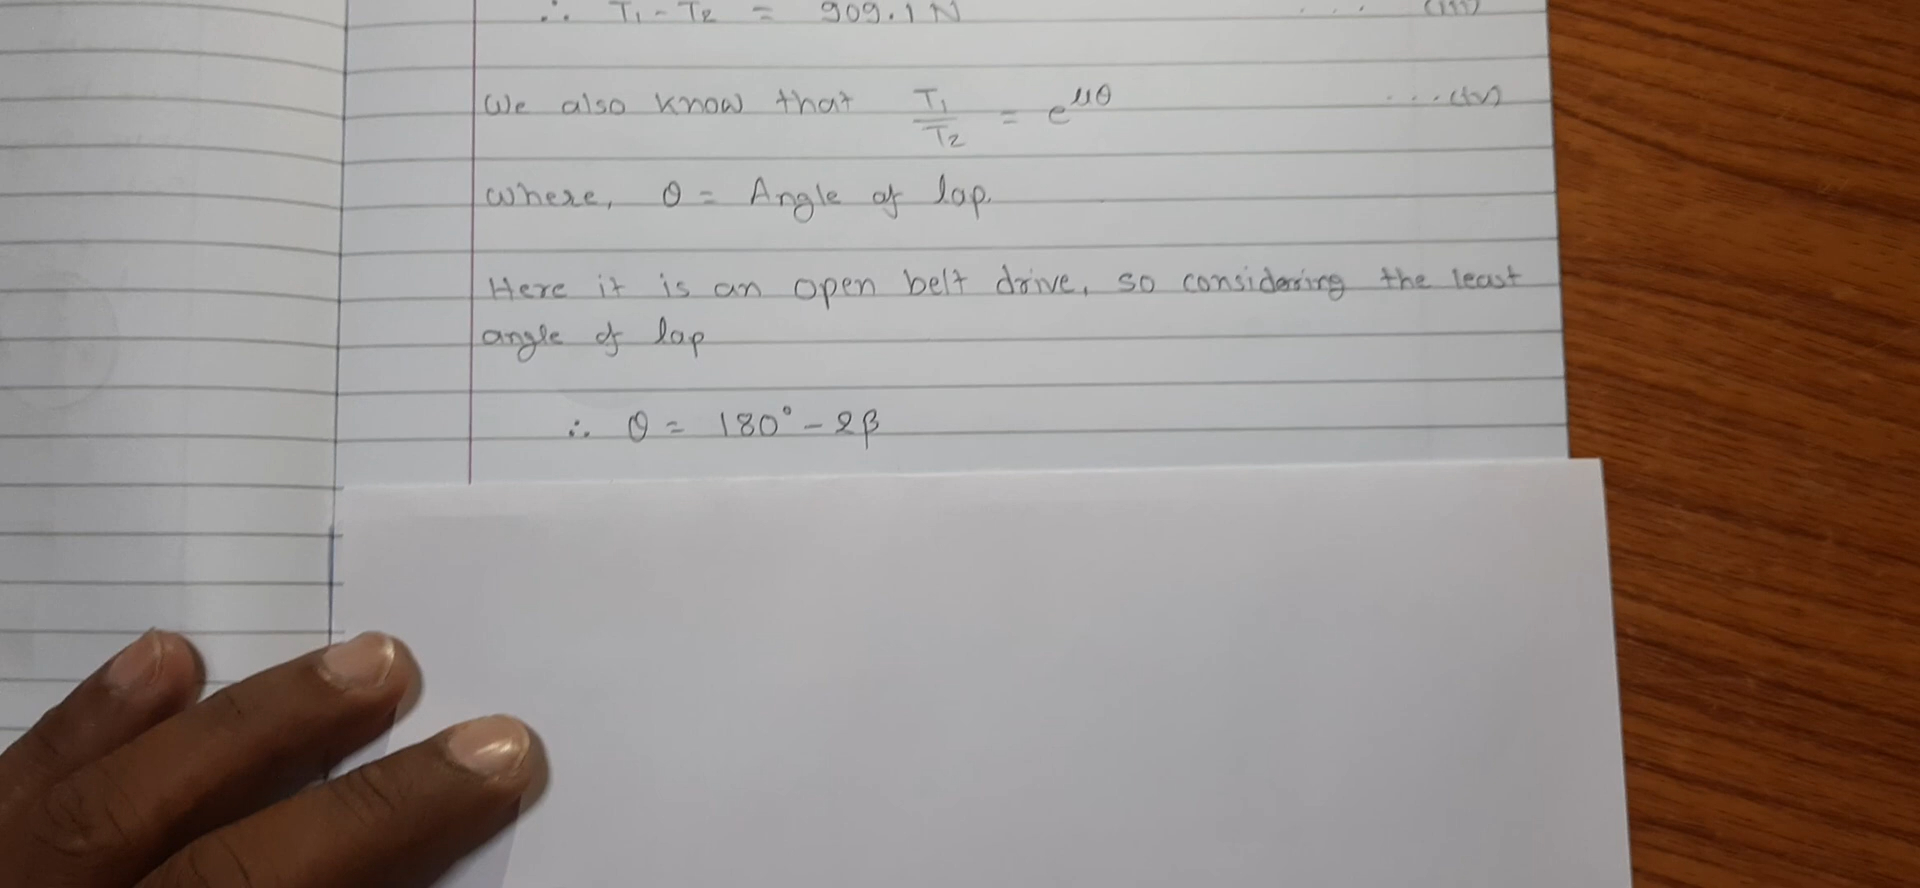 ∴ T₁ - T₂ = 909.1 N ... (iii)
We also know that T₁/T₂ = e^μθ ... (iv)
where, θ = Angle of lap.
Here it is an open belt drive, so considering the least
angle of lap
∴ θ = 180° - 2β